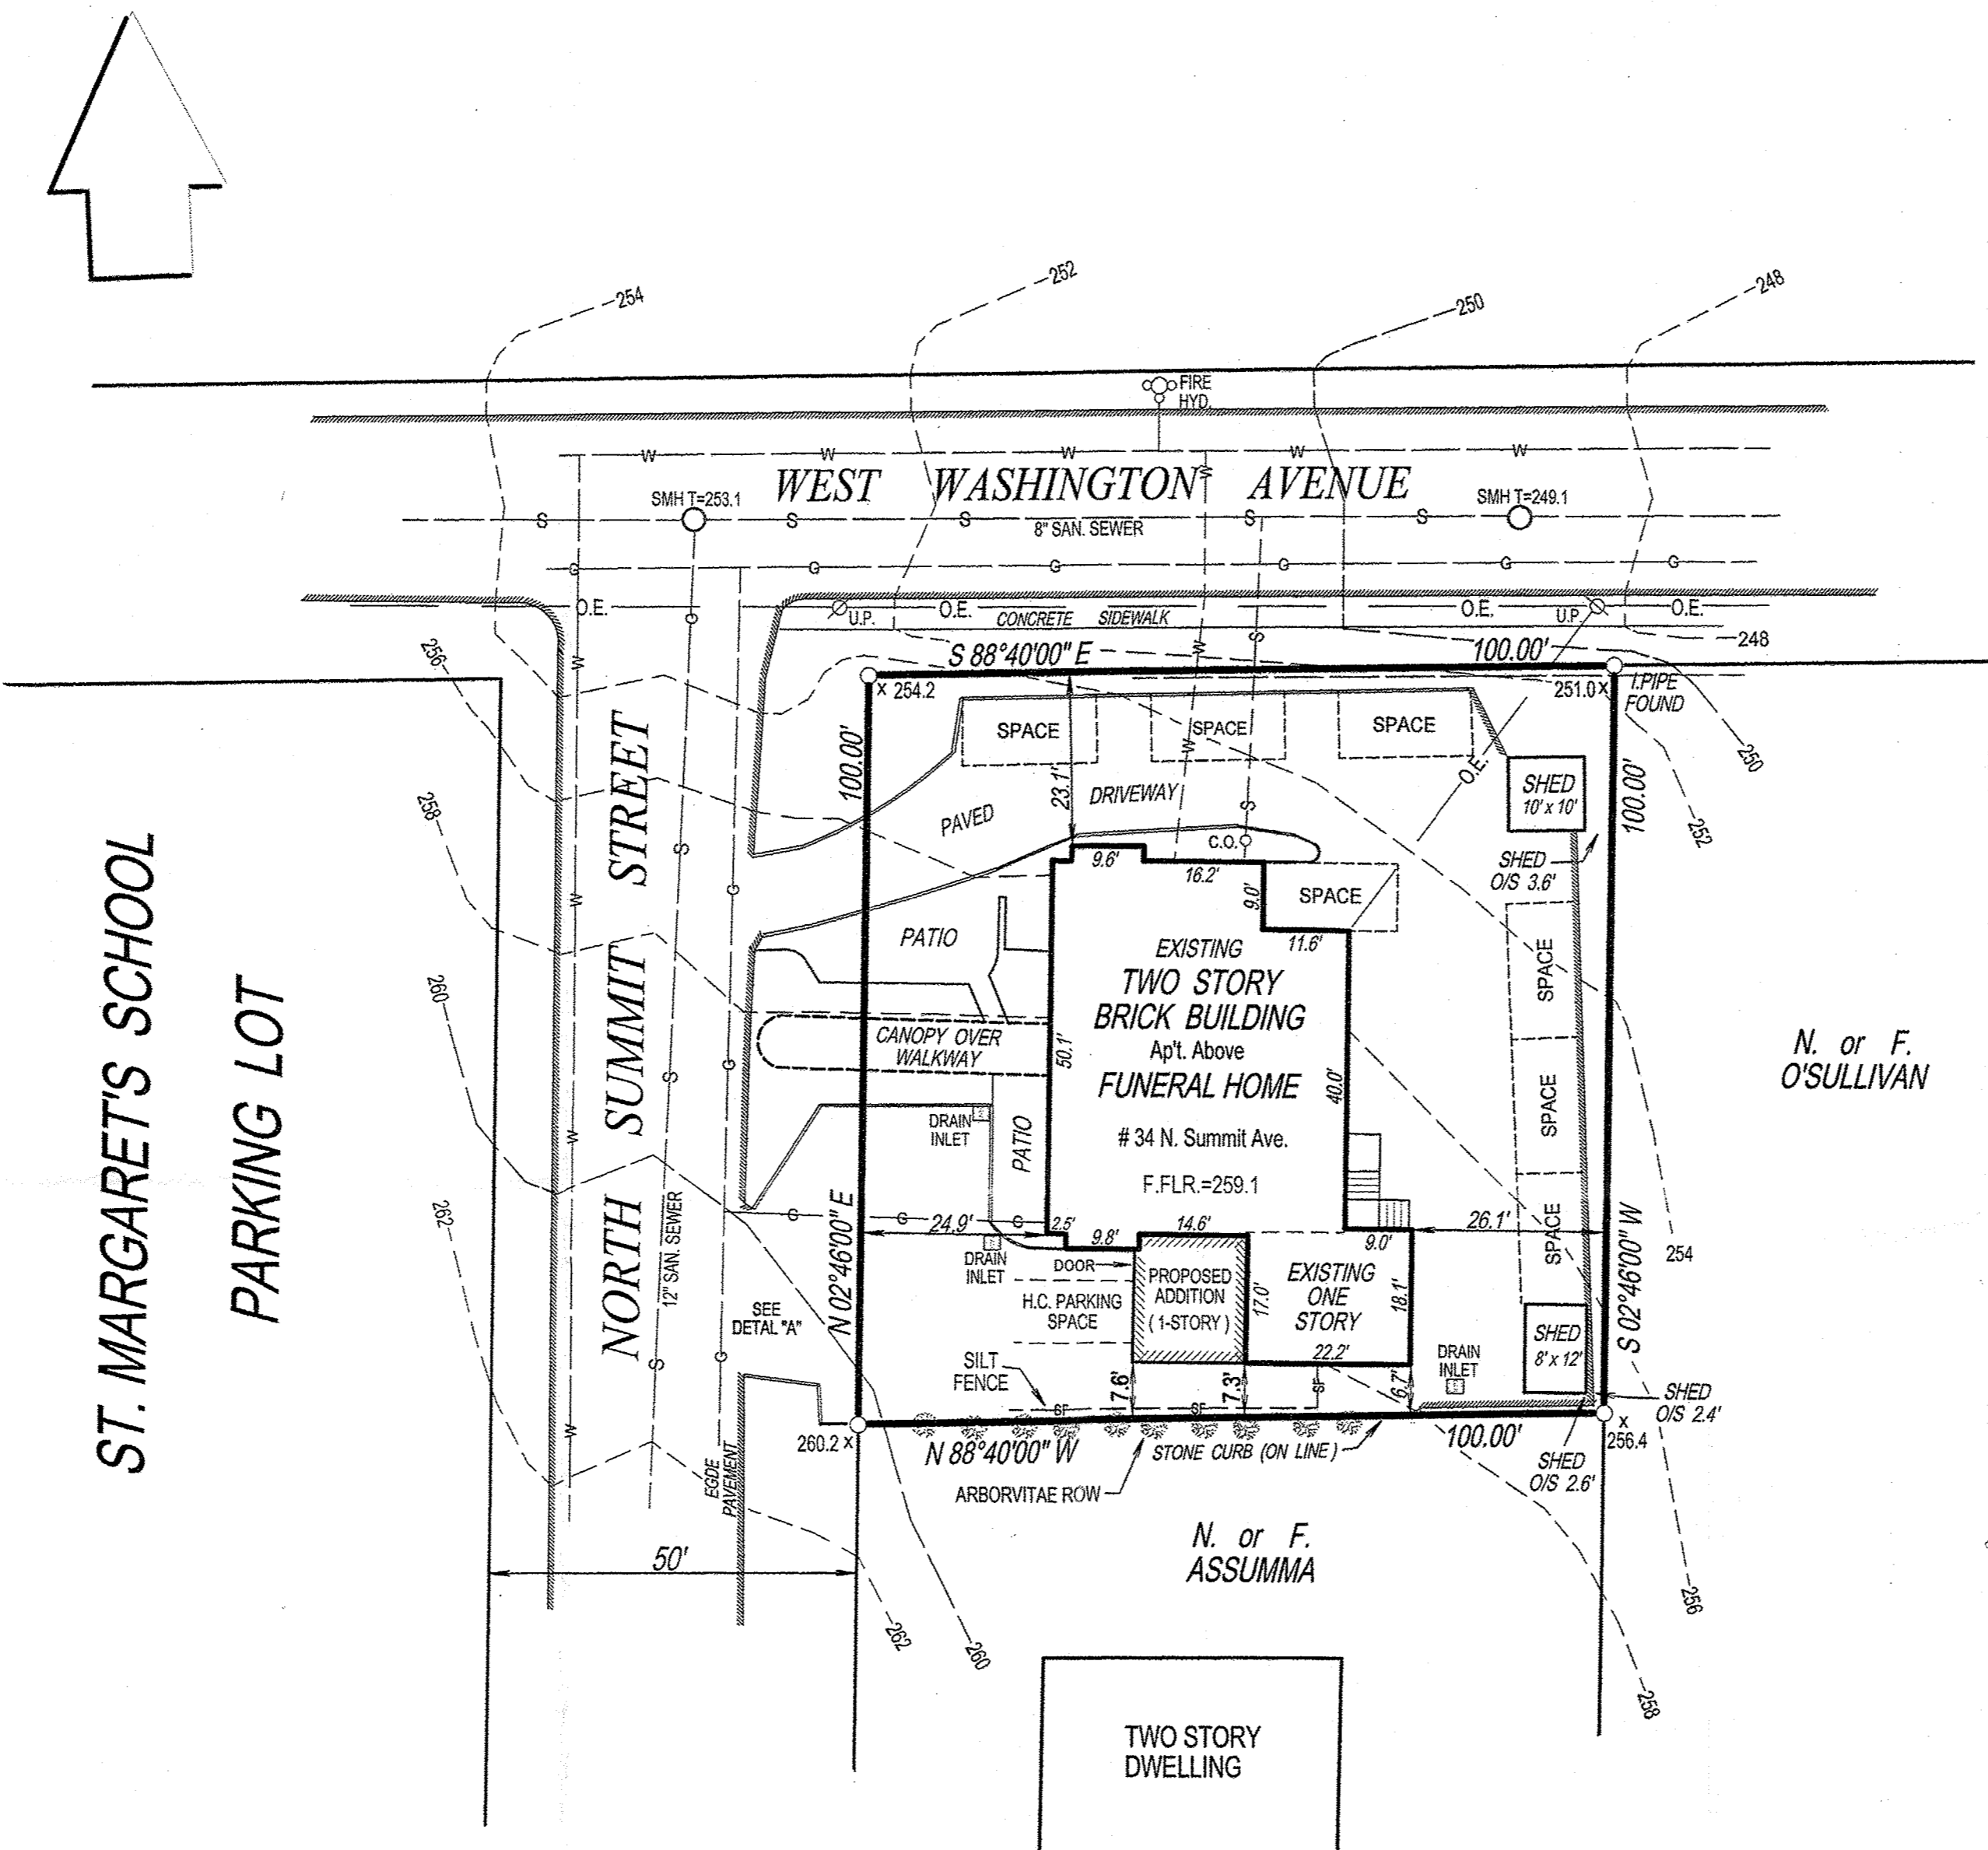 252
254
250
248
FIRE
HYD.
W W W W W
WEST WASHINGTON AVENUE
W
SMH T=253.1
SMH T=249.1
S S S S S
8" SAN. SEWER
G G G G G G
O.E. U.P. O.E. O.E. U.P. O.E.
CONCRETE SIDEWALK
S
G
W
S
W
248
256
S 88°40'00" E
100.00'
x 254.2
251.0 x
I.PIPE
FOUND
250
252
258
260
262
ST. MARGARET'S SCHOOL
PARKING LOT
NORTH SUMMIT STREET
12" SAN. SEWER
W
W
W
S
S
S
G
G
G
100.00'
N 02°46'00" E
SPACE
SPACE
SPACE
W
23.1'
PAVED
DRIVEWAY
S
O.E.
SHED
10' x 10'
100.00'
SHED
O/S 3.6'
C.O.
9.6'
16.2'
9.0'
SPACE
11.6'
PATIO
EXISTING
TWO STORY
BRICK BUILDING
Ap't. Above
FUNERAL HOME
# 34 N. Summit Ave.
F.FLR.=259.1
50.1'
40.0'
CANOPY OVER
WALKWAY
DRAIN
INLET
PATIO
SPACE
SPACE
SPACE
N. or F.
O'SULLIVAN
G G G
24.9'
2.5'
9.8'
14.6'
9.0'
26.1'
S 02°46'00" W
254
DRAIN
INLET
DOOR
H.C. PARKING
SPACE
PROPOSED
ADDITION
( 1-STORY )
17.0'
EXISTING
ONE
STORY
18.1'
22.2'
SEE
DETAL "A"
SILT
FENCE
7.6'
7.3'
SF
6.7'
SF SF
DRAIN
INLET
SHED
8' x 12'
SHED
O/S 2.4'
260.2 x
N 88°40'00" W
STONE CURB (ON LINE)
100.00'
x
256.4
SHED
O/S 2.6'
ARBORVITAE ROW
EGDE
PAVEMENT
50'
N. or F.
ASSUMMA
262
260
256
258
TWO STORY
DWELLING